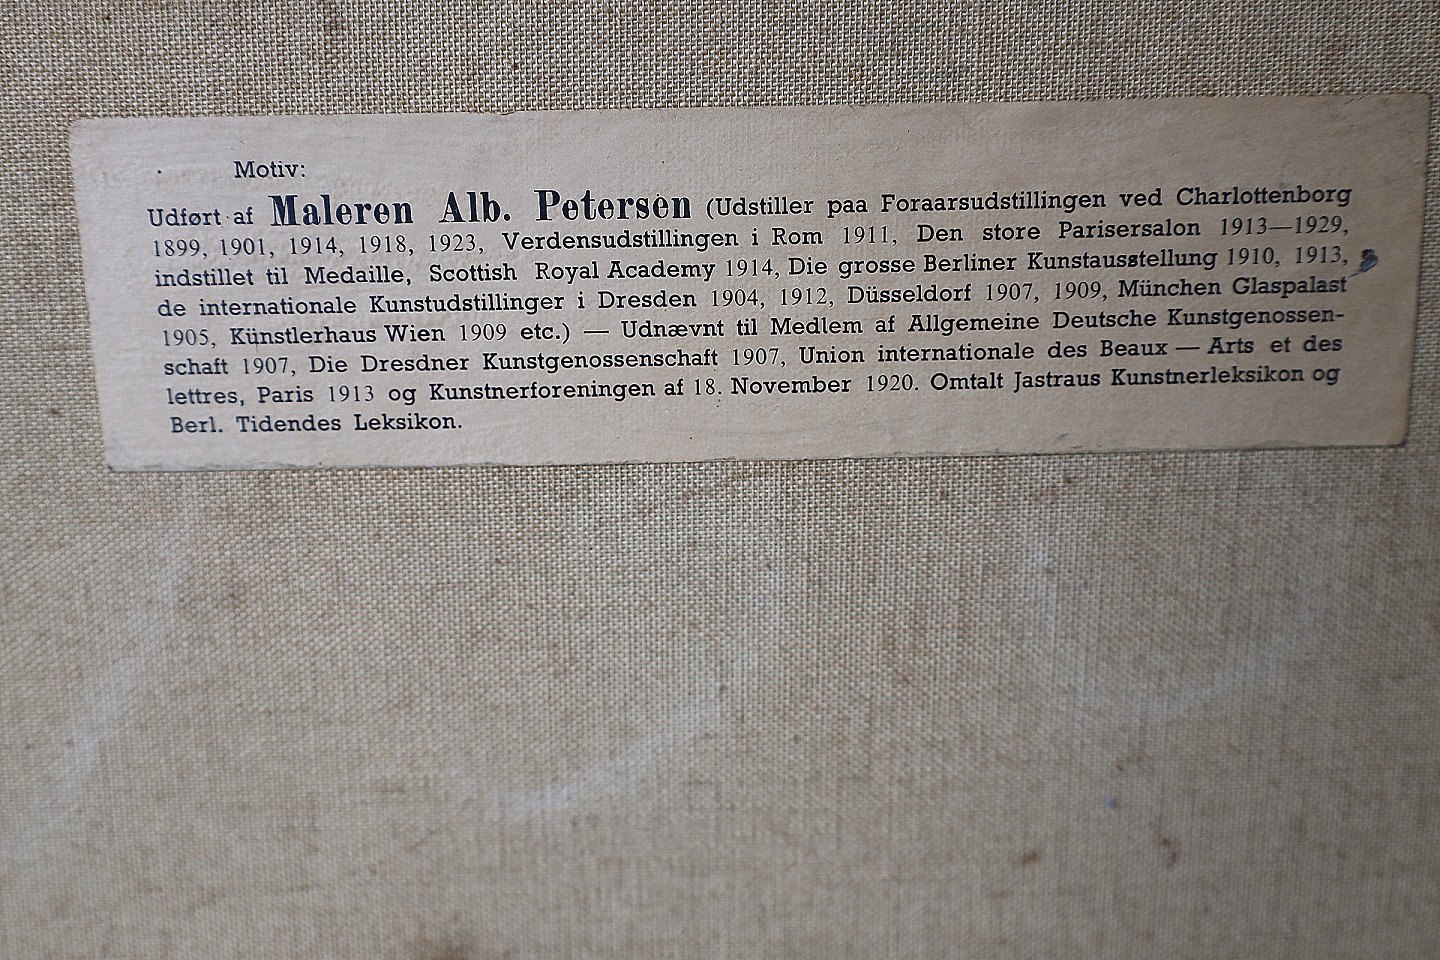 Motiv:
Udført af Maleren Alb. Petersen (Udstiller paa Foraarsudstillingen ved Charlottenborg
1899, 1901, 1914, 1918, 1923, Verdensudstillingen i Rom 1911, Den store Parisersalon 1913—1929,
indstillet til Medaille, Scottish Royal Academy 1914, Die grosse Berliner Kunstausstellung 1910, 1913,
de internationale Kunstudstillinger i Dresden 1904, 1912, Düsseldorf 1907, 1909, München Glaspalast
1905, Künstlerhaus Wien 1909 etc.) — Udnævnt til Medlem af Allgemeine Deutsche Kunstgenossen-
schaft 1907, Die Dresdner Kunstgenossenschaft 1907, Union internationale des Beaux — Arts et des
lettres, Paris 1913 og Kunstnerforeningen af 18. November 1920. Omtalt Jastraus Kunstnerleksikon og
Berl. Tidendes Leksikon.